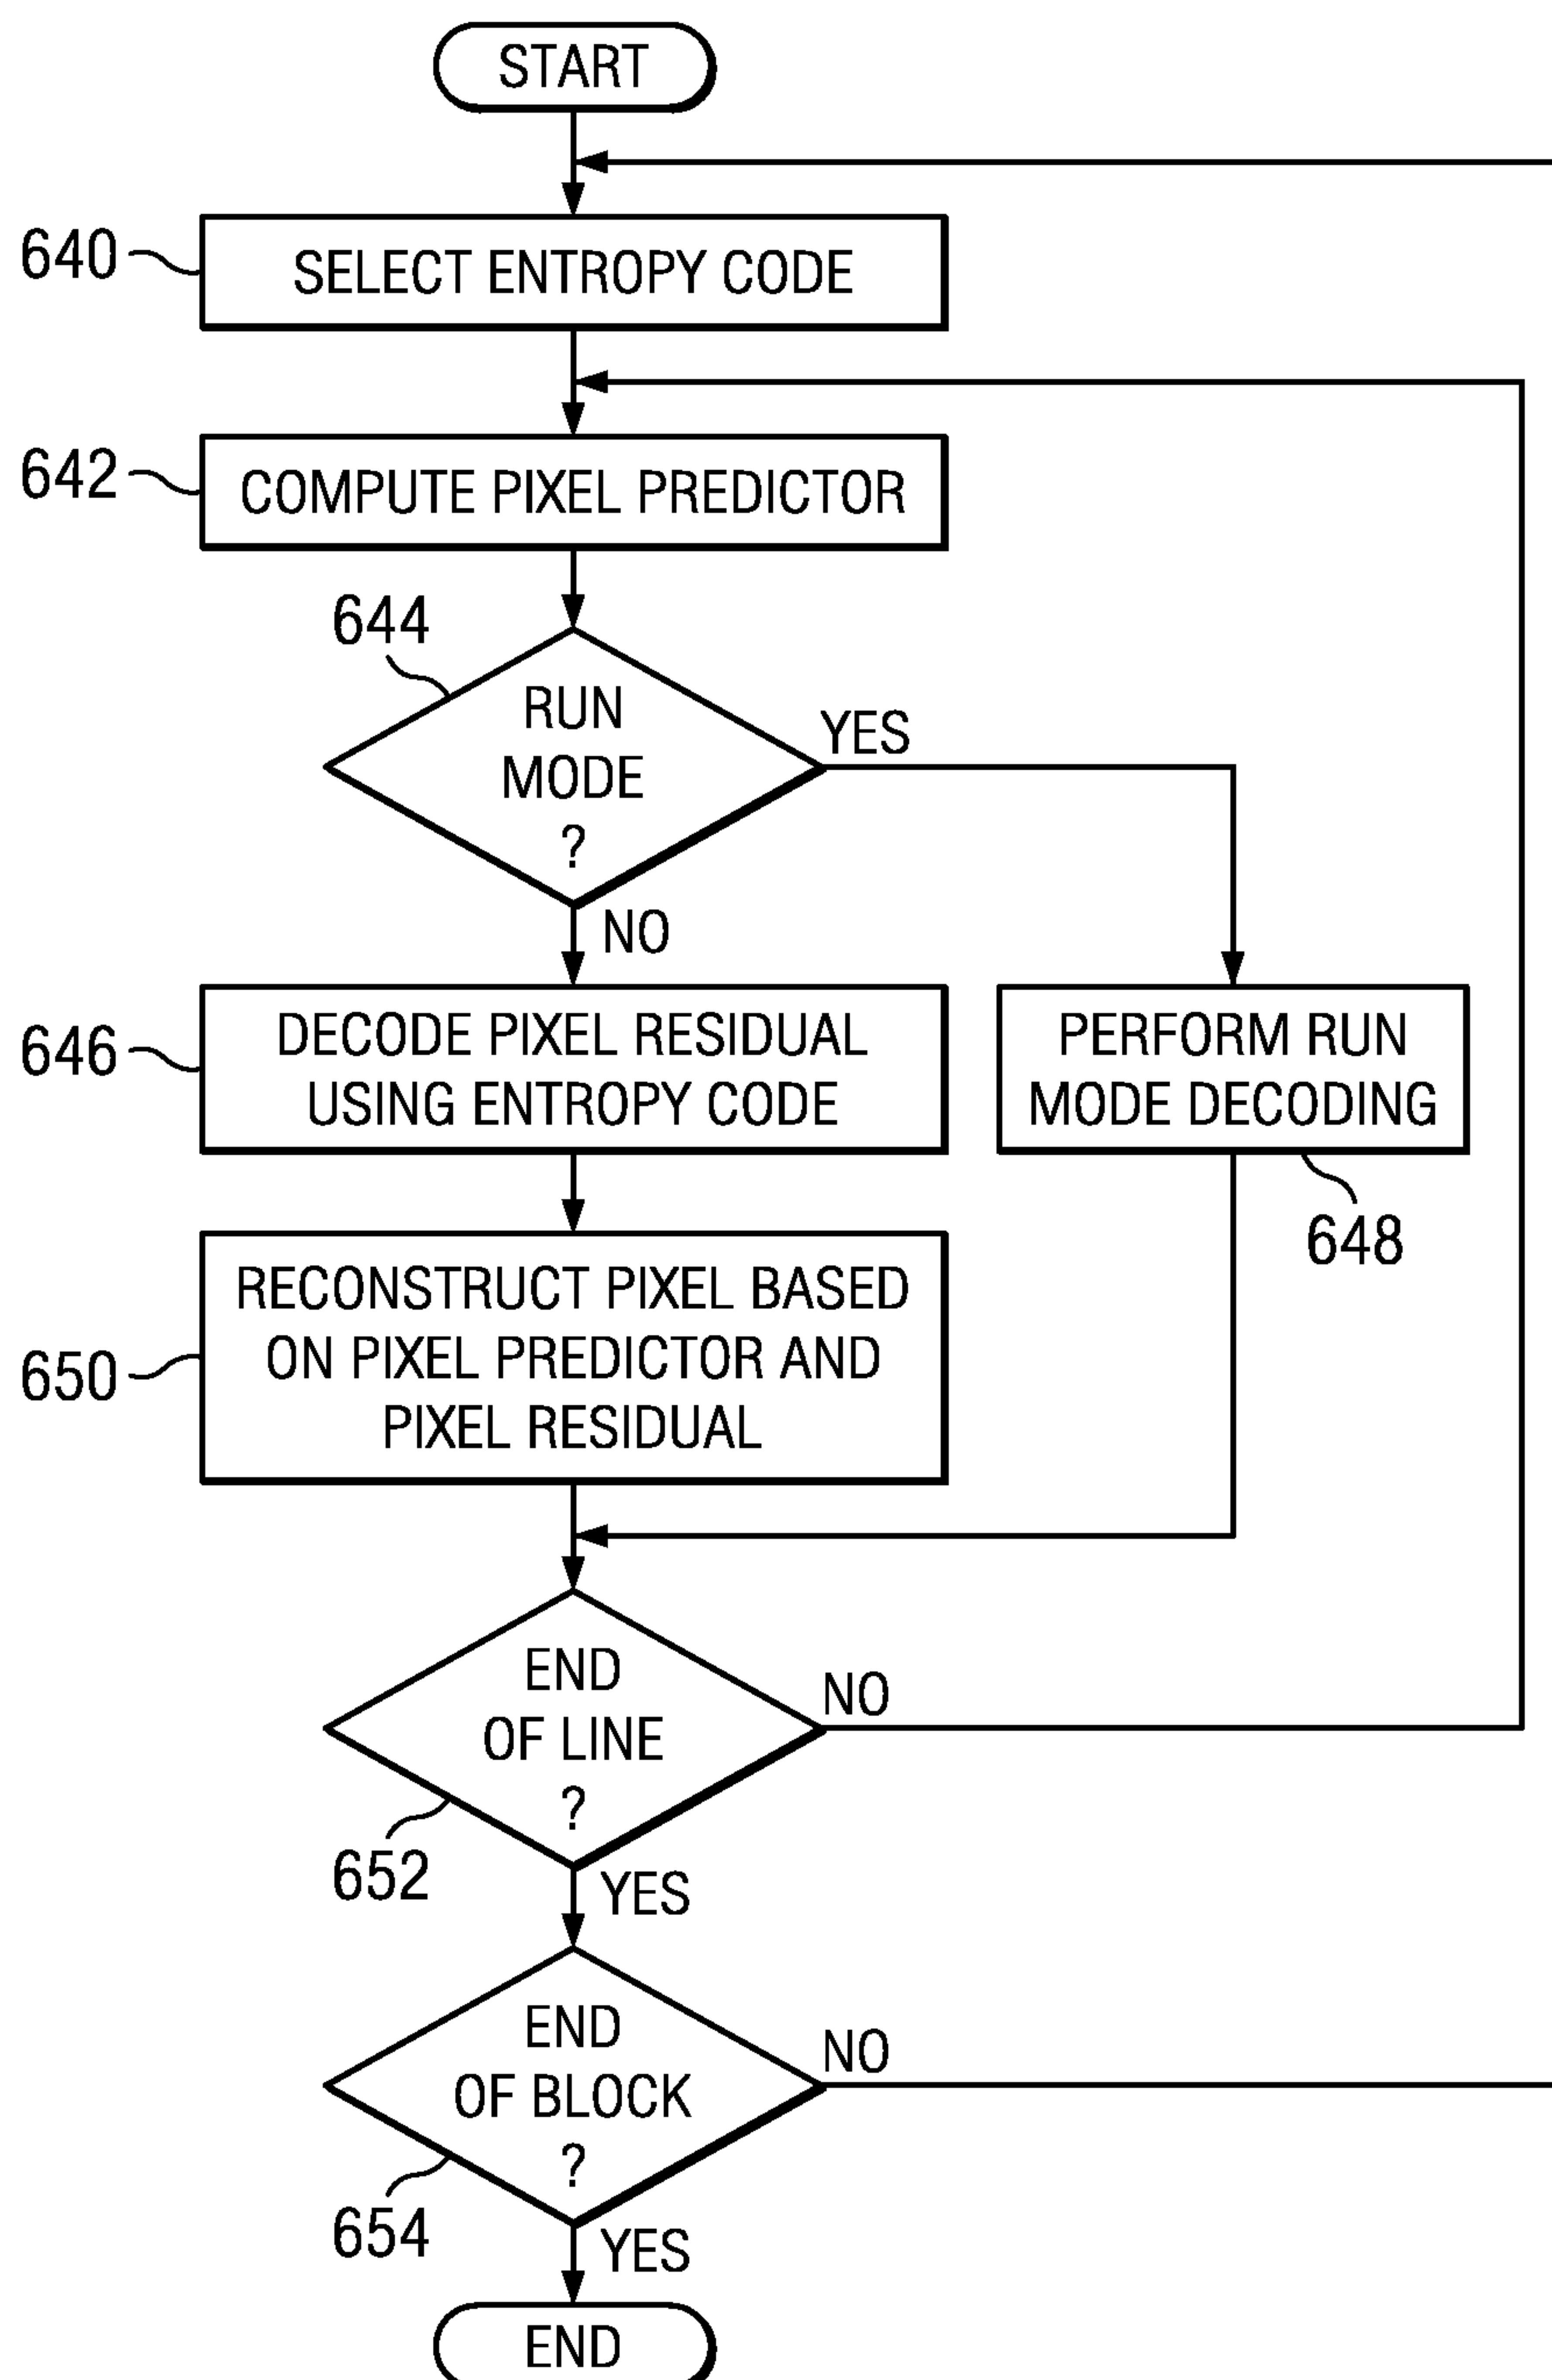 START
640
SELECT ENTROPY CODE
642
COMPUTE PIXEL PREDICTOR
644
RUN
MODE
?
YES
NO
646
DECODE PIXEL RESIDUAL
USING ENTROPY CODE
PERFORM RUN
MODE DECODING
648
650
RECONSTRUCT PIXEL BASED
ON PIXEL PREDICTOR AND
PIXEL RESIDUAL
END
OF LINE
?
NO
652
YES
END
OF BLOCK
?
NO
654
YES
END